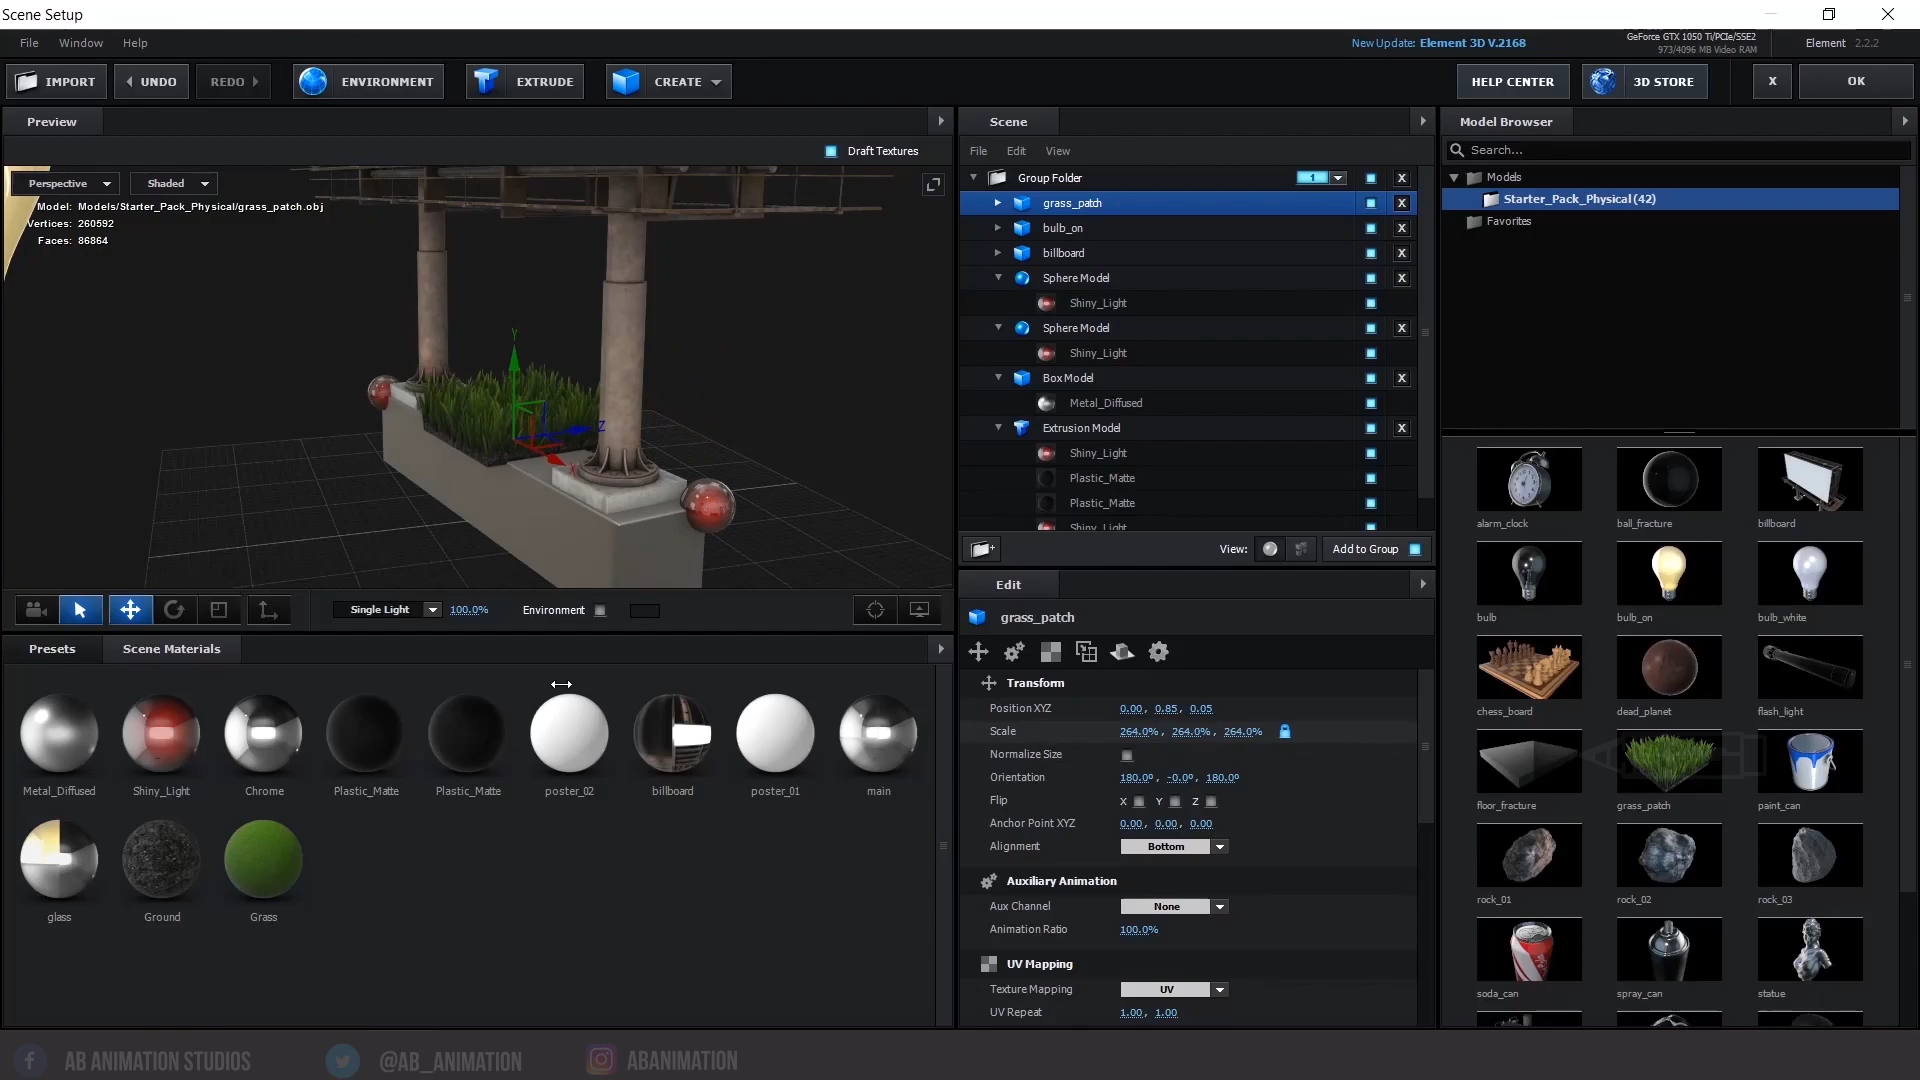 Scene Setup
File Window Help
New Update: Element 3D V.2168
GeForce GTX 1050 Ti/PCIe/SSE2
973/4096 MB Video RAM
Element 2.2.2
IMPORT UNDO REDO ENVIRONMENT EXTRUDE CREATE HELP CENTER 3D STORE X OK
Preview
Draft Textures
Perspective Shaded
Model: Models/Starter_Pack_Physical/grass_patch.obj
Vertices: 260592
Faces: 86864
Y
Z
Single Light 100.0% Environment
Presets Scene Materials
Metal_Diffused Shiny_Light Chrome Plastic_Matte Plastic_Matte poster_02 billboard poster_01 main
glass Ground Grass
Scene
File Edit View
Group Folder 1 X
grass_patch X
bulb_on X
billboard X
Sphere Model X
Shiny_Light
Sphere Model X
Shiny_Light
Box Model X
Metal_Diffused
Extrusion Model X
Shiny_Light
Plastic_Matte
Plastic_Matte
Shiny_Light
View: Add to Group
Edit
grass_patch
Transform
Position XYZ 0.00, 0.85, 0.05
Scale 264.0%, 264.0%, 264.0%
Normalize Size
Orientation 180.0°, -0.0°, 180.0°
Flip X Y Z
Anchor Point XYZ 0.00, 0.00, 0.00
Alignment Bottom
Auxiliary Animation
Aux Channel None
Animation Ratio 100.0%
UV Mapping
Texture Mapping UV
UV Repeat 1.00, 1.00
Model Browser
Search...
Models
Starter_Pack_Physical (42)
Favorites
alarm_clock ball_fracture billboard
bulb bulb_on bulb_white
chess_board dead_planet flash_light
floor_fracture grass_patch paint_can
rock_01 rock_02 rock_03
soda_can spray_can statue
AB ANIMATION STUDIOS @AB_ANIMATION ABANIMATION